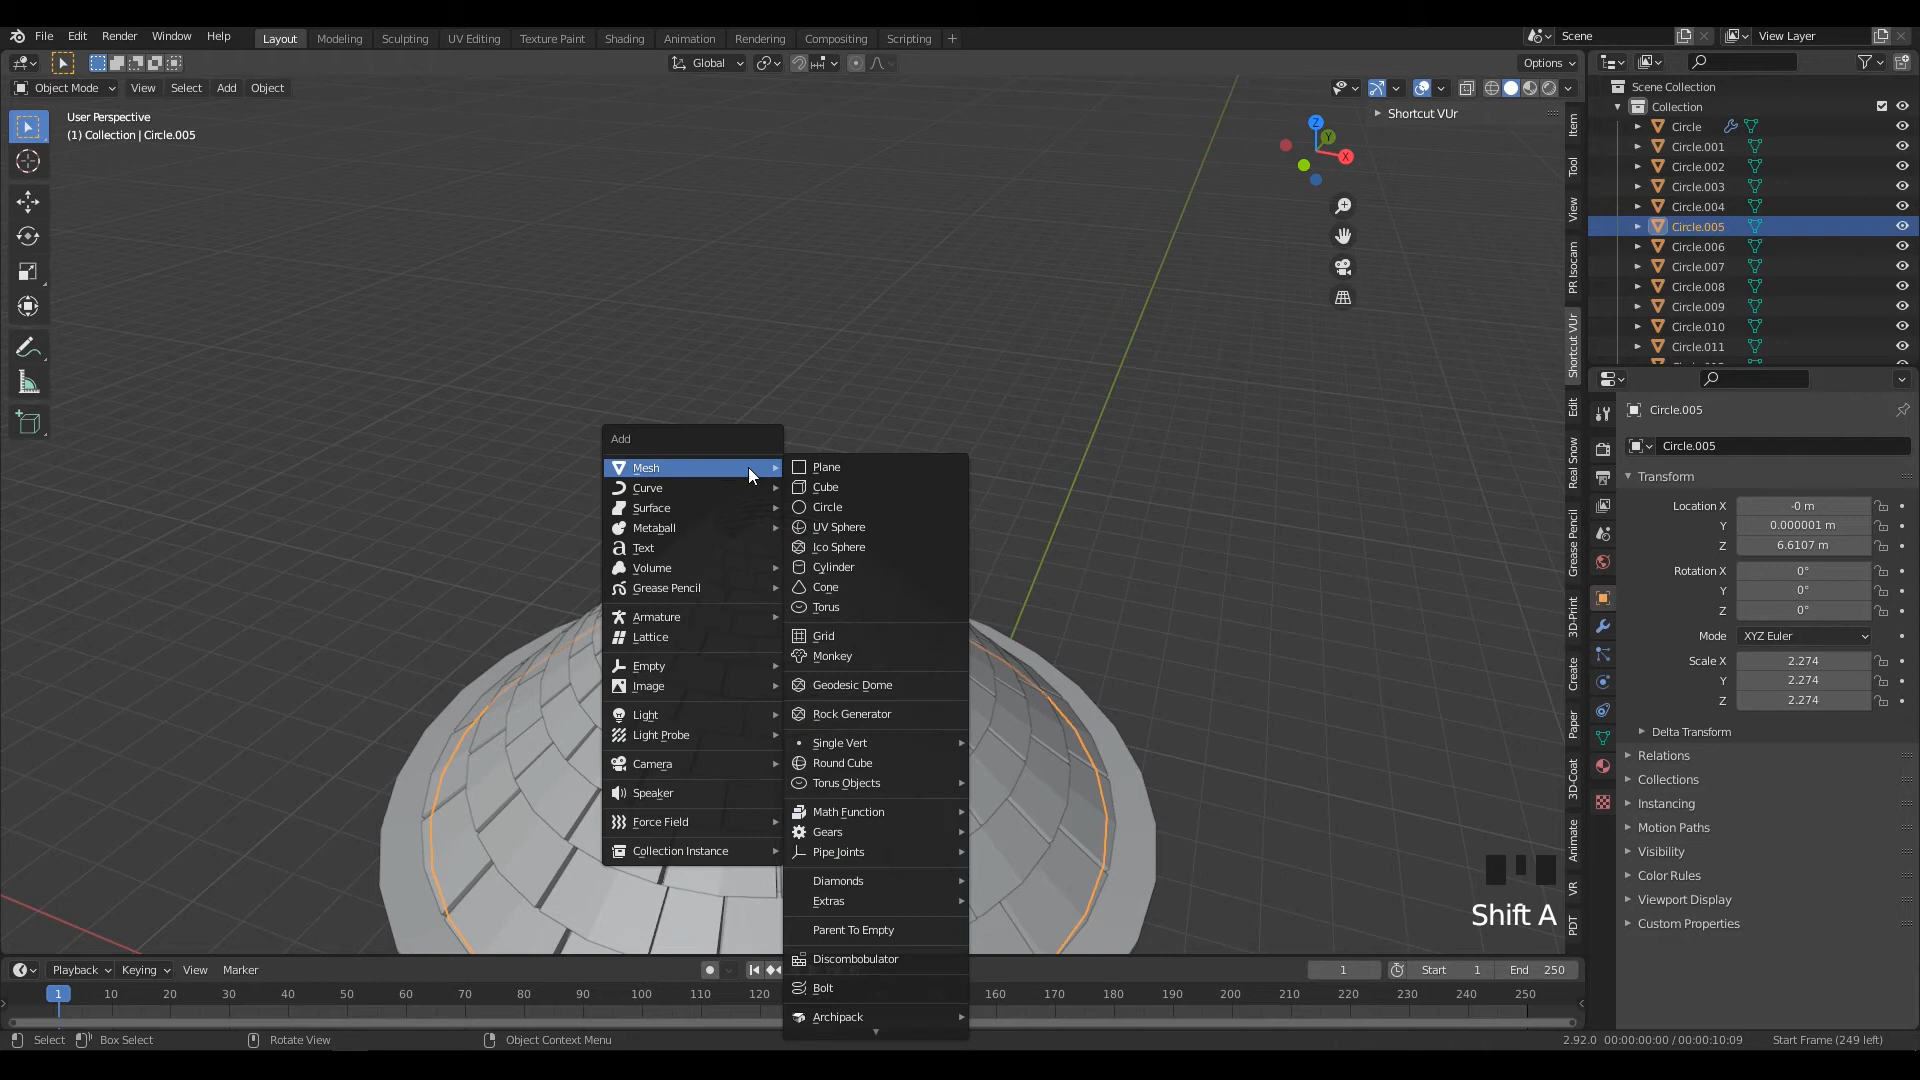 File Edit Render Window Help
Layout Modeling Sculpting UV Editing Texture Paint Shading Animation Rendering Compositing Scripting +
Scene
View Layer
Global
Options
Object Mode View Select Add Object
User Perspective
(1) Collection | Circle.005
Shortcut VUr
Z
Y
X
Item
Tool
View
PR Isocam
Shortcut VUr
Edit
Real Snow
Grease Pencil
3D-Print
Create
Paper
3D-Coat
Animate
VR
PDT
Add
Mesh
Curve
Surface
Metaball
Text
Volume
Grease Pencil
Armature
Lattice
Empty
Image
Light
Light Probe
Camera
Speaker
Force Field
Collection Instance
Plane
Cube
Circle
UV Sphere
Ico Sphere
Cylinder
Cone
Torus
Grid
Monkey
Geodesic Dome
Rock Generator
Single Vert
Round Cube
Torus Objects
Math Function
Gears
Pipe Joints
Diamonds
Extras
Parent To Empty
Discombobulator
Bolt
Archipack
Shift A
Scene Collection
Collection
Circle
Circle.001
Circle.002
Circle.003
Circle.004
Circle.005
Circle.006
Circle.007
Circle.008
Circle.009
Circle.010
Circle.011
Circle.005
Circle.005
Transform
Location X -0 m
Y 0.000001 m
Z 6.6107 m
Rotation X 0°
Y 0°
Z 0°
Mode XYZ Euler
Scale X 2.274
Y 2.274
Z 2.274
Delta Transform
Relations
Collections
Instancing
Motion Paths
Visibility
Color Rules
Viewport Display
Custom Properties
Playback Keying View Marker
1 Start 1 End 250
1 10 20 30 40 50 60 70 80 90 100 110 120 160 170 180 190 200 210 220 230 240 250
Select Box Select Rotate View Object Context Menu
2.92.0 00:00:00:00 / 00:00:10:09 Start Frame (249 left)